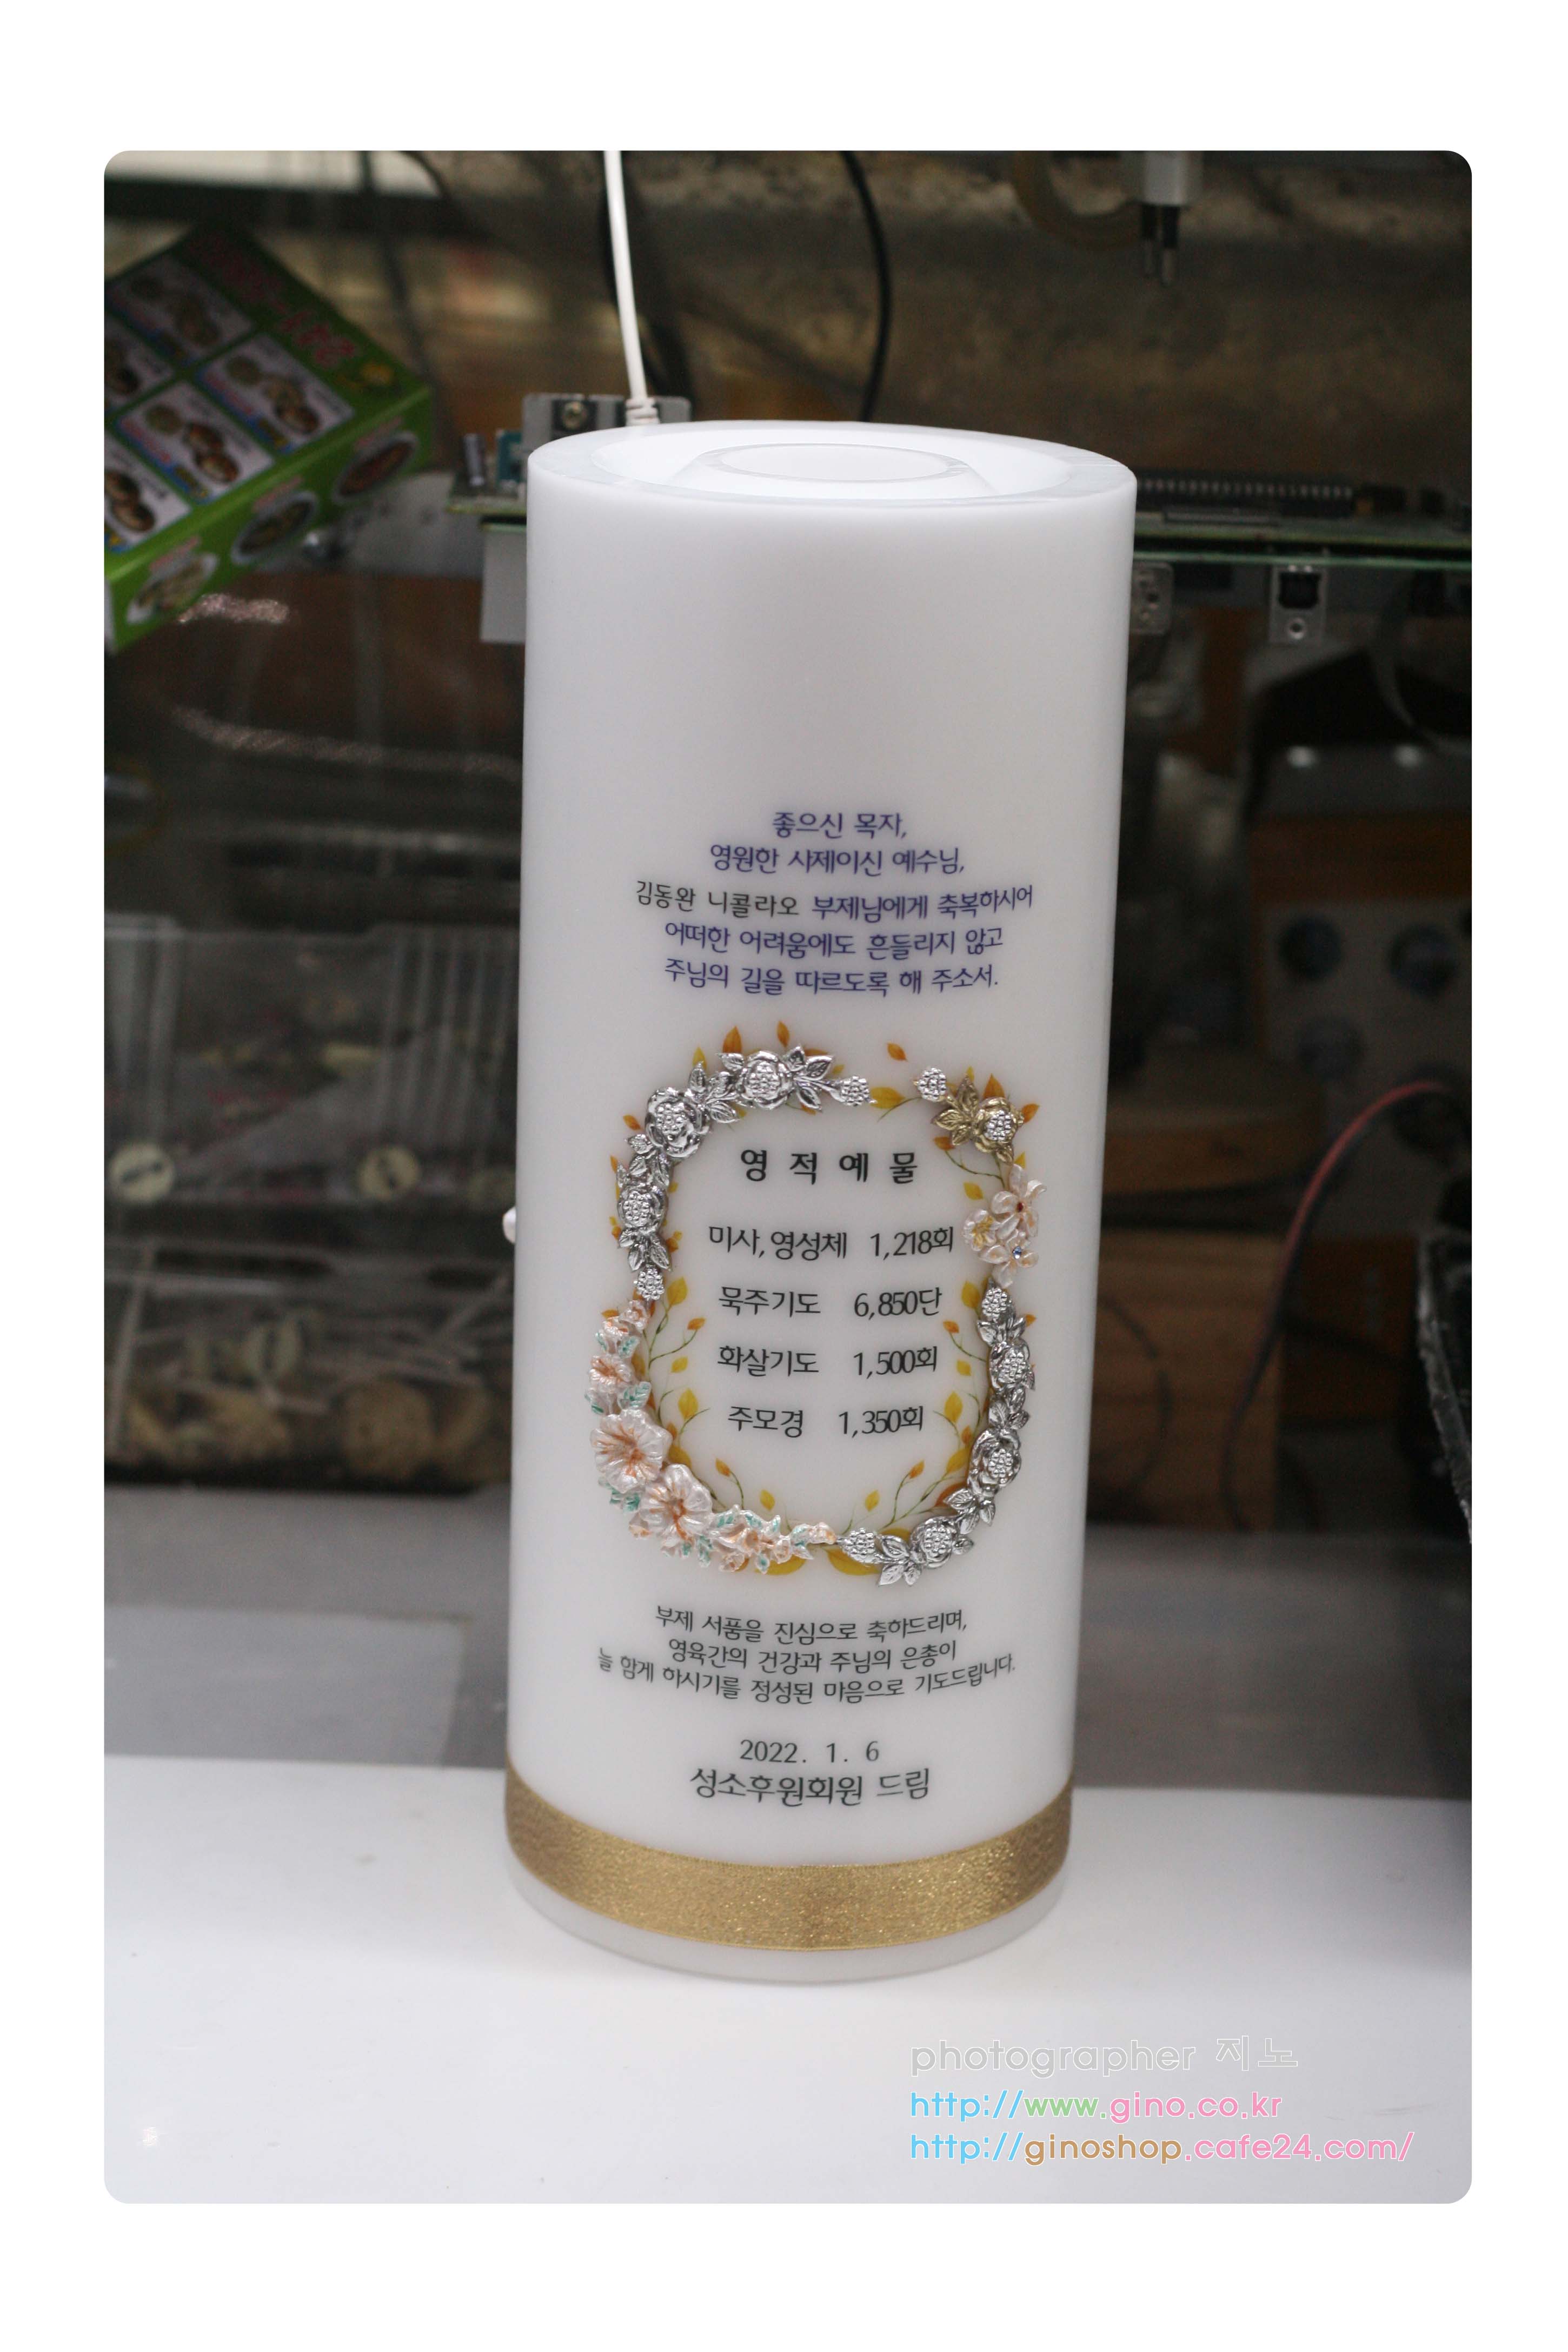 좋으신 목자,
영원한 사제이신 예수님,
김동완 니콜라오 부제님에게 축복하시어
어떠한 어려움에도 흔들리지 않고
주님의 길을 따르도록 해 주소서.
영 적 예 물
미사,영성체 1,218회
묵주기도 6,850단
화살기도 1,500회
주모경 1,350회
부제 서품을 진심으로 축하드리며,
영육간의 건강과 주님의 은총이
늘 함께 하시기를 정성된 마음으로 기도드립니다.
2022. 1. 6
성소후원회원 드림
photographer 지노
http://www.gino.co.kr
http://ginoshop.cafe24.com/